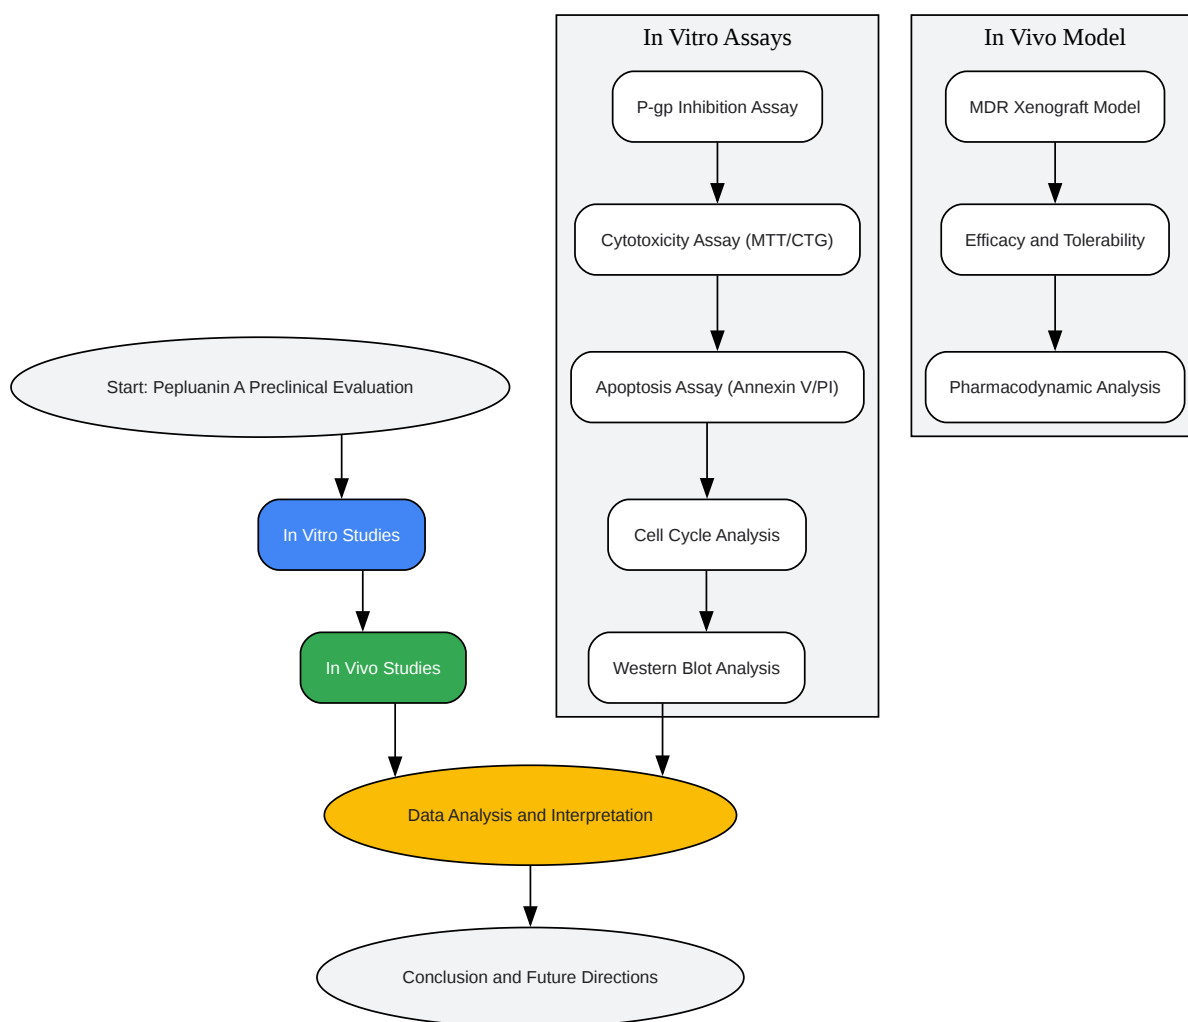 In Vitro Assays
P-gp Inhibition Assay
Cytotoxicity Assay (MTT/CTG)
Apoptosis Assay (Annexin V/PI)
Cell Cycle Analysis
Western Blot Analysis
In Vivo Model
MDR Xenograft Model
Efficacy and Tolerability
Pharmacodynamic Analysis
Start: Pepluanin A Preclinical Evaluation
In Vitro Studies
In Vivo Studies
Data Analysis and Interpretation
Conclusion and Future Directions